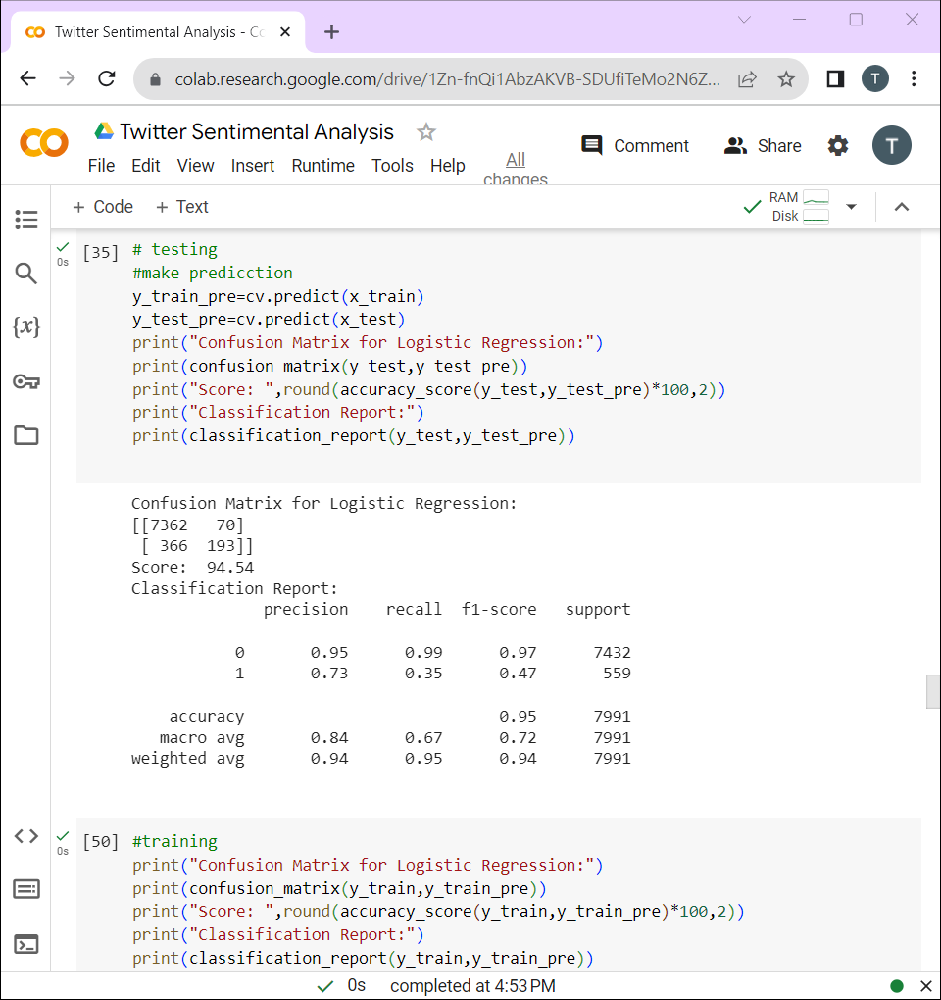 Twitter Sentimental Analysis - Co
colab.research.google.com/drive/1Zn-fnQi1AbzAKVB-SDUfiTeMo2N6Z...
T
Twitter Sentimental Analysis
File Edit View Insert Runtime Tools Help
All changes
Comment
Share
T
+ Code + Text
RAM
Disk
{x}
0s
[35]
# testing
#make predicction
y_train_pre=cv.predict(x_train)
y_test_pre=cv.predict(x_test)
print("Confusion Matrix for Logistic Regression:")
print(confusion_matrix(y_test,y_test_pre))
print("Score: ",round(accuracy_score(y_test,y_test_pre)*100,2))
print("Classification Report:")
print(classification_report(y_test,y_test_pre))
Confusion Matrix for Logistic Regression:
[[7362 70]
[ 366 193]]
Score: 94.54
Classification Report:
precision recall f1-score support
0 0.95 0.99 0.97 7432
1 0.73 0.35 0.47 559
accuracy 0.95 7991
macro avg 0.84 0.67 0.72 7991
weighted avg 0.94 0.95 0.94 7991
0s
[50]
#training
print("Confusion Matrix for Logistic Regression:")
print(confusion_matrix(y_train,y_train_pre))
print("Score: ",round(accuracy_score(y_train,y_train_pre)*100,2))
print("Classification Report:")
print(classification_report(y_train,y_train_pre))
0s completed at 4:53 PM